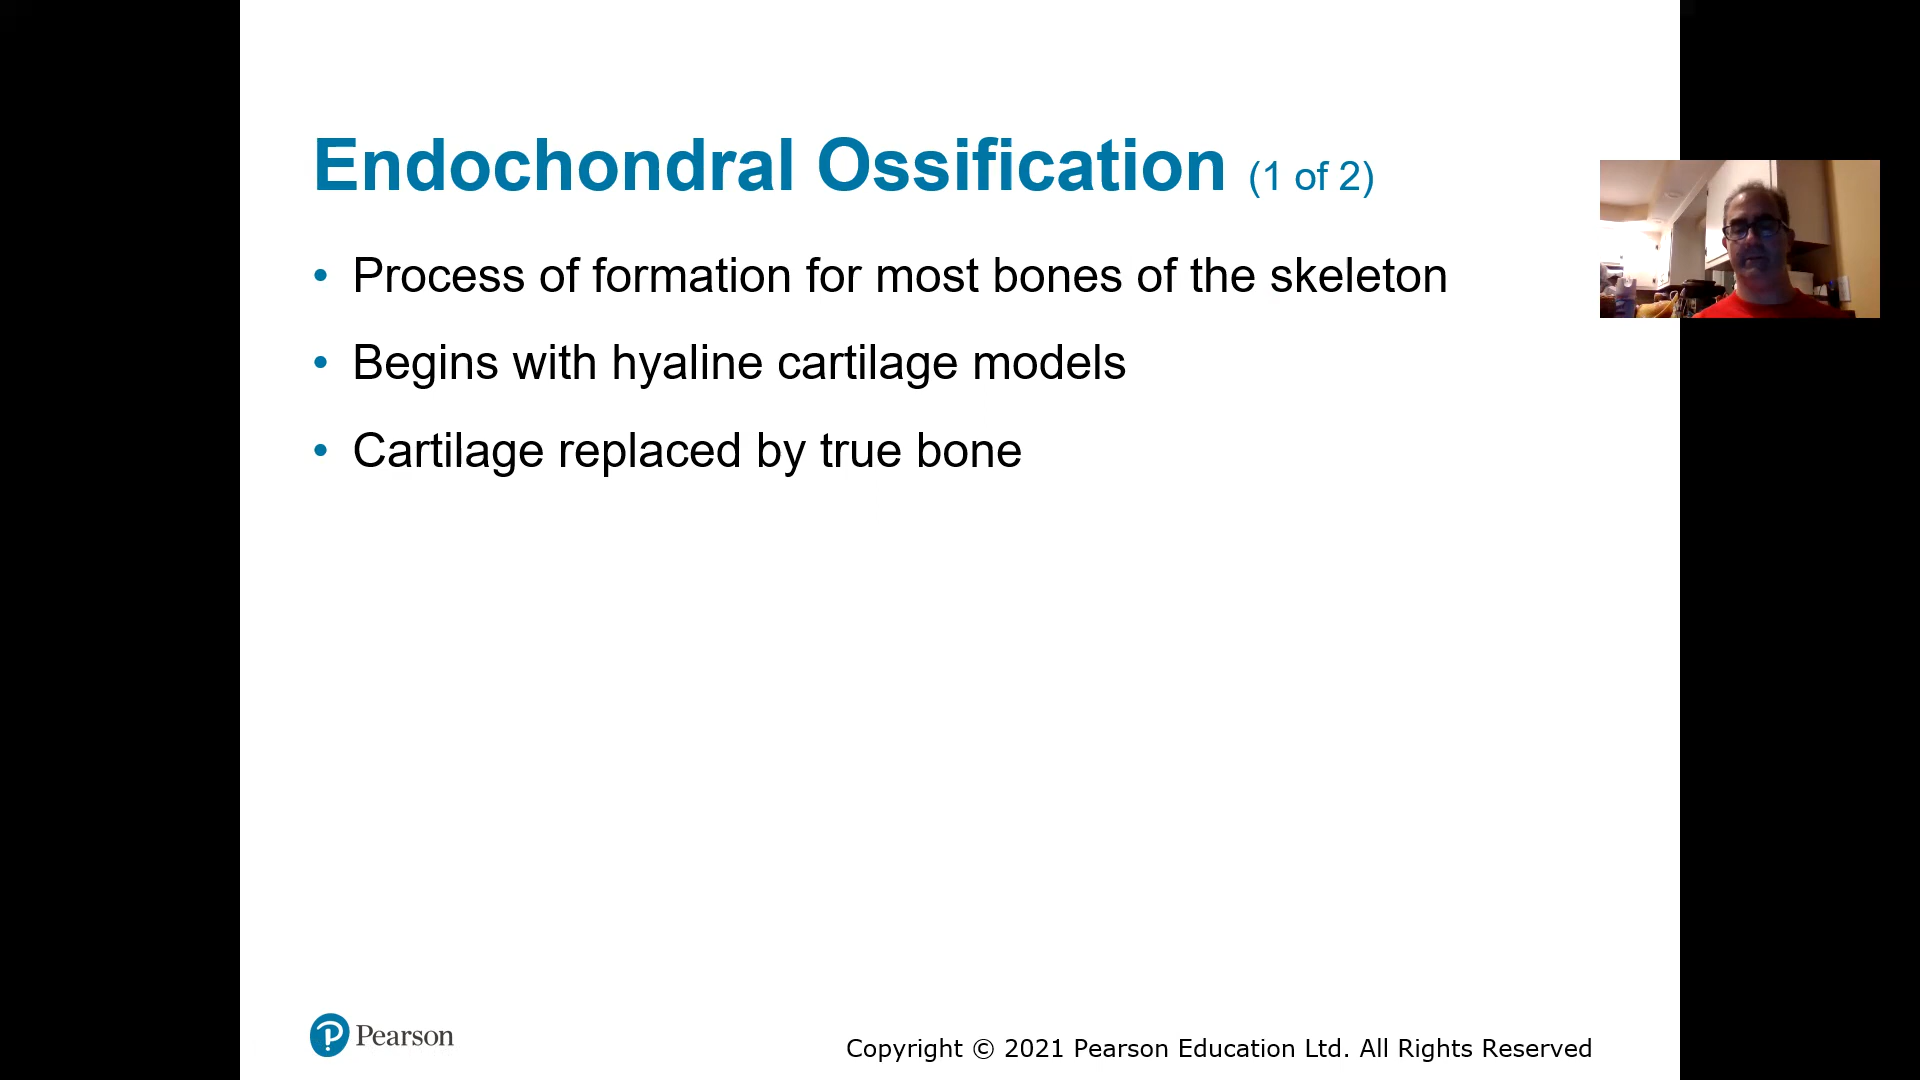 Endochondral Ossification (1 of 2)
• Process of formation for most bones of the skeleton
• Begins with hyaline cartilage models
• Cartilage replaced by true bone
Pearson
Copyright © 2021 Pearson Education Ltd. All Rights Reserved